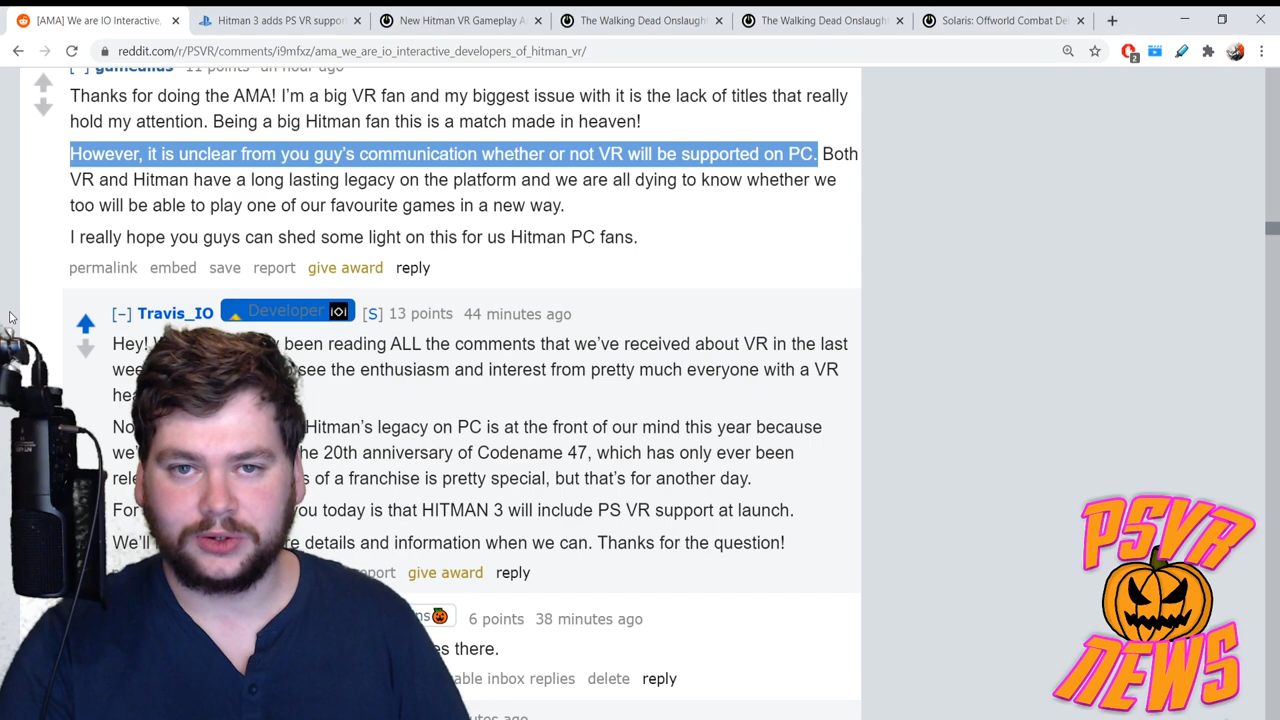 [AMA] We are IO Interactive,
Hitman 3 adds PS VR suppor
New Hitman VR Gameplay A
The Walking Dead Onslaugh
The Walking Dead Onslaugh
Solaris: Offworld Combat De
reddit.com/r/PSVR/comments/i9mfxz/ama_we_are_io_interactive_developers_of_hitman_vr/
2
11 points an hour ago
Thanks for doing the AMA! I'm a big VR fan and my biggest issue with it is the lack of titles that really
hold my attention. Being a big Hitman fan this is a match made in heaven!
However, it is unclear from you guy's communication whether or not VR will be supported on PC. Both
VR and Hitman have a long lasting legacy on the platform and we are all dying to know whether we
too will be able to play one of our favourite games in a new way.
I really hope you guys can shed some light on this for us Hitman PC fans.
permalink embed save report give award reply
[–] Travis_IO Developer IOI [S] 13 points 44 minutes ago
Hey! been reading ALL the comments that we've received about VR in the last
see the enthusiasm and interest from pretty much everyone with a VR
Hitman's legacy on PC is at the front of our mind this year because
20th anniversary of Codename 47, which has only ever been
of a franchise is pretty special, but that's for another day.
For you today is that HITMAN 3 will include PS VR support at launch.
We'll details and information when we can. Thanks for the question!
give award reply
6 points 38 minutes ago
there.
inbox replies delete reply
ago
PSVR
NEWS